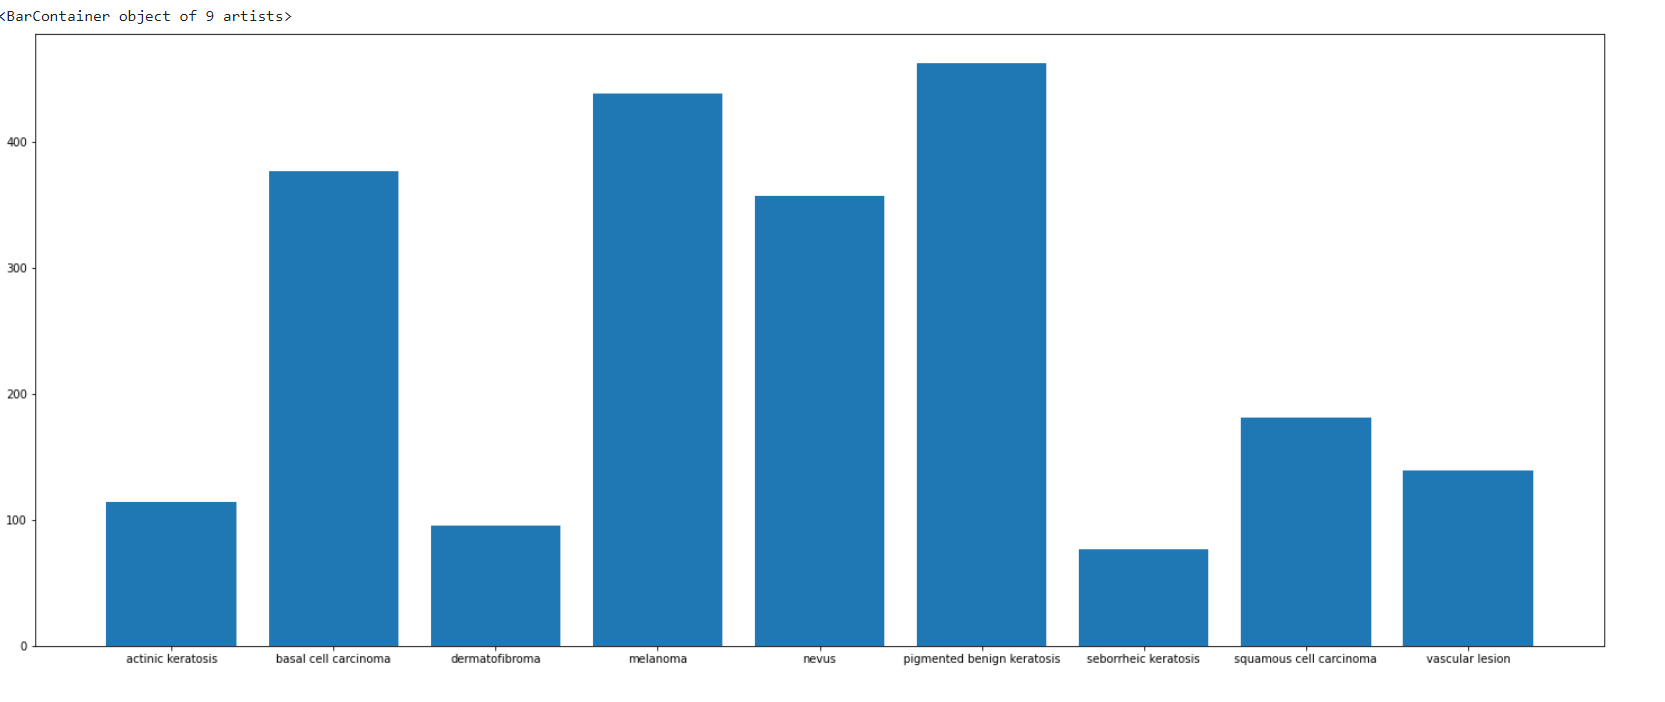 <BarContainer object of 9 artists>
400
300
200
100
0
actinic keratosis basal cell carcinoma dermatofibroma melanoma nevus pigmented benign keratosis seborrheic keratosis squamous cell carcinoma vascular lesion